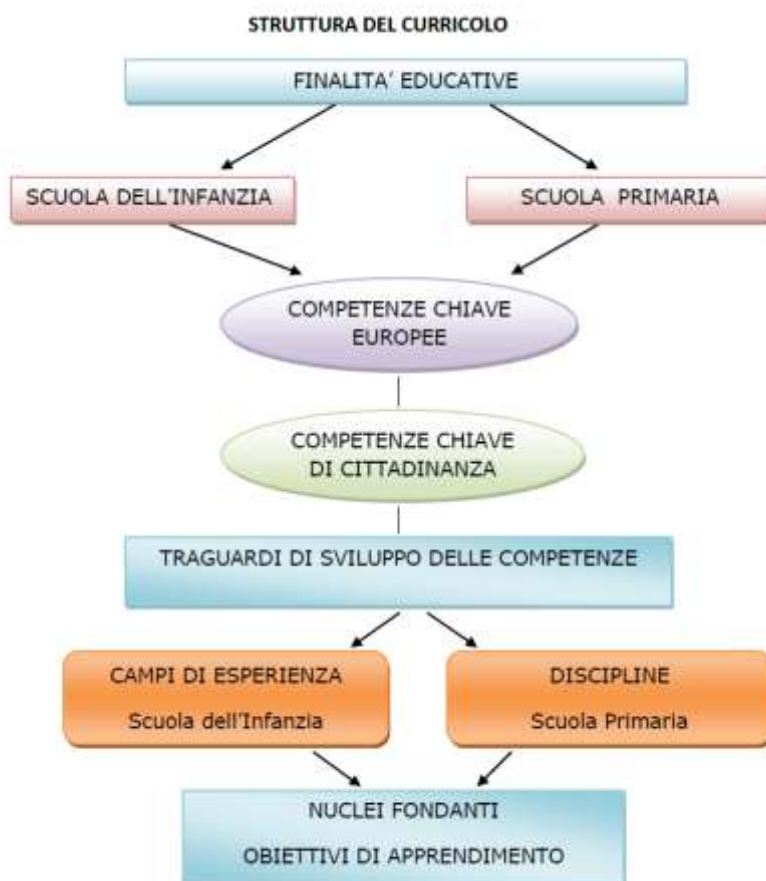 STRUTTURA DEL CURRICOLO
FINALITA’ EDUCATIVE
SCUOLA DELL’INFANZIA
SCUOLA PRIMARIA
COMPETENZE CHIAVE
EUROPEE
COMPETENZE CHIAVE
DI CITTADINANZA
TRAGUARDI DI SVILUPPO DELLE COMPETENZE
CAMPI DI ESPERIENZA
Scuola dell’Infanzia
DISCIPLINE
Scuola Primaria
NUCLEI FONDANTI
OBIETTIVI DI APPRENDIMENTO